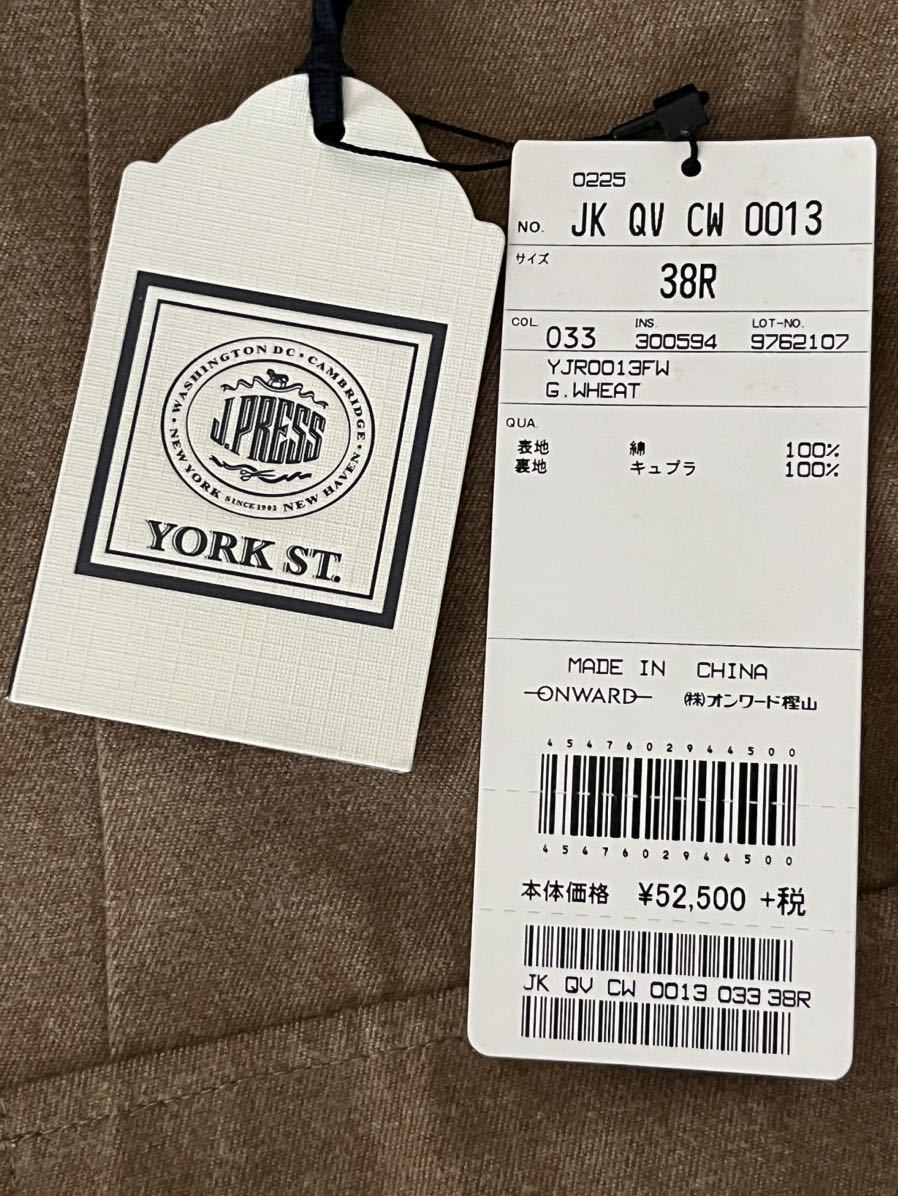 WASHINGTON DC • CAMBRIDGE • NEW HAVEN • NEW YORK •
J.PRESS
SINCE 1902
YORK ST.
0225
NO. JK QV CW 0013
サイズ
38R
COL. 033 INS. 300594 LOT-NO. 9762107
YJR0013FW
G.WHEAT
QUA.
表地 綿 100%
裏地 キュプラ 100%
MADE IN CHINA
ONWARD ㈱オンワード樫山
4547602944500
4547602944500
本体価格 ¥52,500 +税
JK QV CW 0013 033 38R